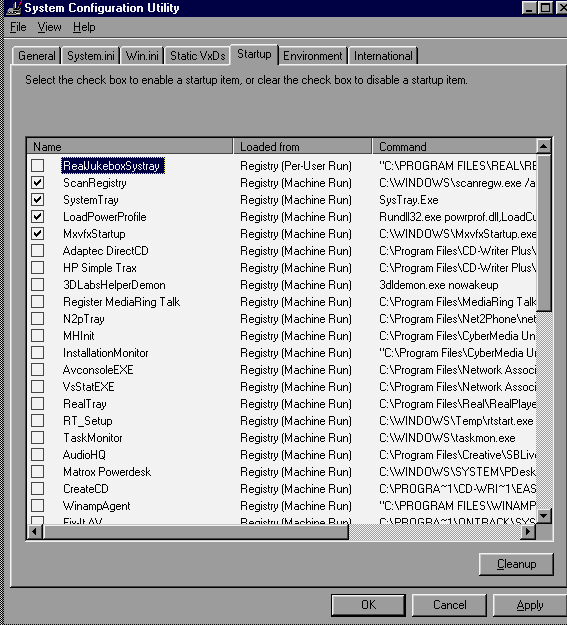 System Configuration Utility
File View Help
General System.ini Win.ini Static VxDs Startup Environment International
Select the check box to enable a startup item, or clear the check box to disable a startup item.
Name Loaded from Command
RealJukeboxSystray Registry (Per-User Run) "C:\PROGRAM FILES\REAL\RE
ScanRegistry Registry (Machine Run) C:\WINDOWS\scanregw.exe /a
SystemTray Registry (Machine Run) SysTray.Exe
LoadPowerProfile Registry (Machine Run) Rundll32.exe powrprof.dll,LoadCu
MxvfxStartup Registry (Machine Run) C:\WINDOWS\MxvfxStartup.exe
Adaptec DirectCD Registry (Machine Run) C:\Program Files\CD-Writer Plus\
HP Simple Trax Registry (Machine Run) C:\Program Files\CD-Writer Plus\
3DLabsHelperDemon Registry (Machine Run) 3dldemon.exe nowakeup
Register MediaRing Talk Registry (Machine Run) C:\Program Files\MediaRing Talk
N2pTray Registry (Machine Run) C:\Program Files\Net2Phone\net
MHInit Registry (Machine Run) C:\Program Files\CyberMedia Un
InstallationMonitor Registry (Machine Run) "C:\Program Files\CyberMedia Un
AvconsoleEXE Registry (Machine Run) C:\Program Files\Network Associ
VsStatEXE Registry (Machine Run) C:\Program Files\Network Associ
RealTray Registry (Machine Run) C:\Program Files\Real\RealPlaye
RT_Setup Registry (Machine Run) C:\WINDOWS\Temp\rtstart.exe
TaskMonitor Registry (Machine Run) C:\WINDOWS\taskmon.exe
AudioHQ Registry (Machine Run) C:\Program Files\Creative\SBLive
Matrox Powerdesk Registry (Machine Run) C:\WINDOWS\SYSTEM\PDesk
CreateCD Registry (Machine Run) C:\PROGRA~1\CD-WRI~1\EAS
WinampAgent Registry (Machine Run) "C:\PROGRAM FILES\WINAMP
Fix-It AV Registry (Machine Run) C:\PROGRA~1\ONTRACK\SYS
Cleanup
OK Cancel Apply